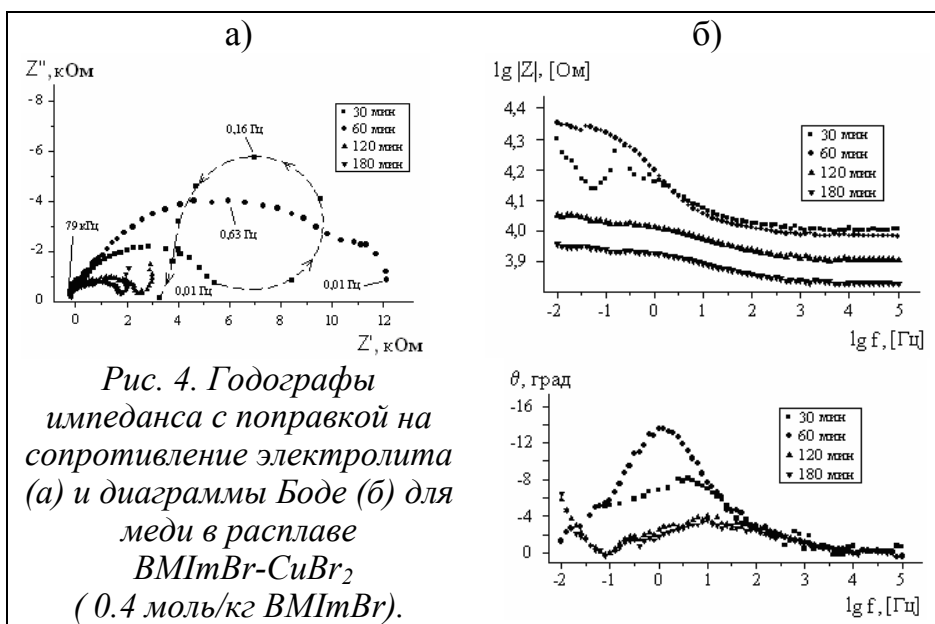 а)
Z'', кОм
-8
-6
-4
-2
0
0 2 4 6 8 10 12
Z', кОм
30 мин
60 мин
120 мин
180 мин
0,16 Гц
79 кГц
0,63 Гц
0,01 Гц
0,01 Гц
Рис. 4. Годографы
импеданса с поправкой на
сопротивление электролита
(а) и диаграммы Боде (б) для
меди в расплаве
BMImBr-CuBr₂
( 0.4 моль/кг BMImBr).
б)
lg |Z|, [Ом]
4,4
4,3
4,2
4,1
4,0
3,9
-2 -1 0 1 2 3 4 5
lg f, [Гц]
30 мин
60 мин
120 мин
180 мин
θ, град
-16
-12
-8
-4
0
-2 -1 0 1 2 3 4 5
lg f, [Гц]
30 мин
60 мин
120 мин
180 мин